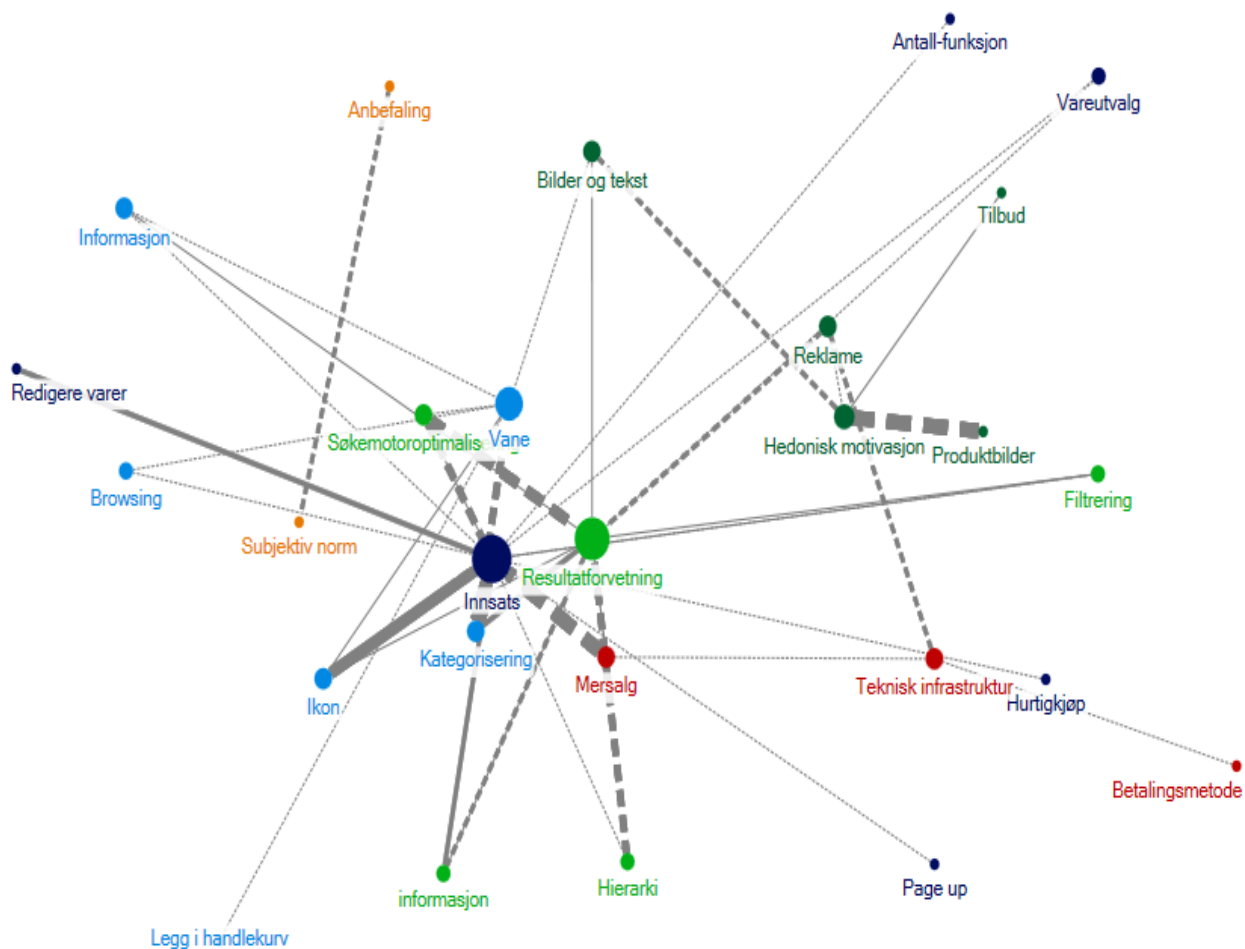 Antall-funksjon
Anbefaling
Vareutvalg
Bilder og tekst
Tilbud
Informasjon
Reklame
Redigere varer
Søkemotoroptimalise
Vane
Hedonisk motivasjon
Produktbilder
Browsing
Filtrering
Subjektiv norm
Resultatforvetning
Innsats
Kategorisering
Mersalg
Teknisk infrastruktur
Ikon
Hurtigkjøp
Betalingsmetode
informasjon
Hierarki
Page up
Legg i handlekurv